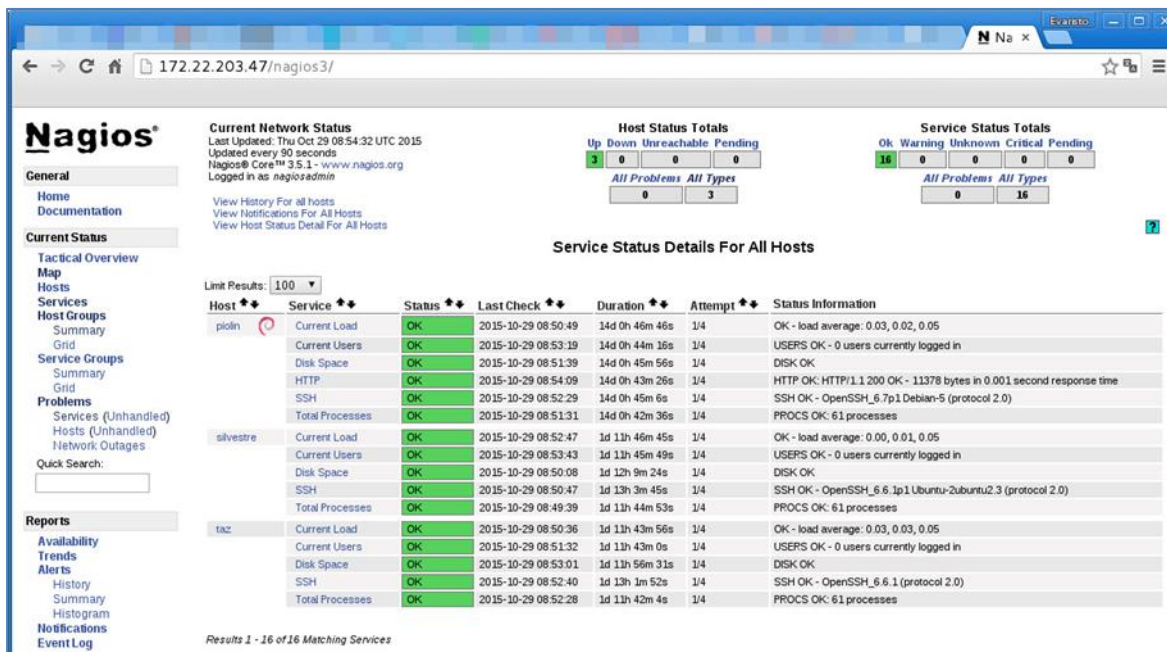 Evaristo
Na
172.22.203.47/nagios3/
Nagios®
General
Home
Documentation
Current Status
Tactical Overview
Map
Hosts
Services
Host Groups
Summary
Grid
Service Groups
Summary
Grid
Problems
Services (Unhandled)
Hosts (Unhandled)
Network Outages
Quick Search:
Reports
Availability
Trends
Alerts
History
Summary
Histogram
Notifications
Event Log
Current Network Status
Last Updated: Thu Oct 29 08:54:32 UTC 2015
Updated every 90 seconds
Nagios® Core™ 3.5.1 - www.nagios.org
Logged in as nagiosadmin
View History For all hosts
View Notifications For All Hosts
View Host Status Detail For All Hosts
Host Status Totals
Up Down Unreachable Pending
3 0 0 0
All Problems All Types
0 3
Service Status Totals
Ok Warning Unknown Critical Pending
16 0 0 0 0
All Problems All Types
0 16
?
Service Status Details For All Hosts
Limit Results: 100
Host Service Status Last Check Duration Attempt Status Information
piolin Current Load OK 2015-10-29 08:50:49 14d 0h 46m 46s 1/4 OK - load average: 0.03, 0.02, 0.05
Current Users OK 2015-10-29 08:53:19 14d 0h 44m 16s 1/4 USERS OK - 0 users currently logged in
Disk Space OK 2015-10-29 08:51:39 14d 0h 45m 56s 1/4 DISK OK
HTTP OK 2015-10-29 08:54:09 14d 0h 43m 26s 1/4 HTTP OK: HTTP/1.1 200 OK - 11378 bytes in 0.001 second response time
SSH OK 2015-10-29 08:52:29 14d 0h 45m 6s 1/4 SSH OK - OpenSSH_6.7p1 Debian-5 (protocol 2.0)
Total Processes OK 2015-10-29 08:51:31 14d 0h 42m 36s 1/4 PROCS OK: 61 processes
silvestre Current Load OK 2015-10-29 08:52:47 1d 11h 46m 45s 1/4 OK - load average: 0.00, 0.01, 0.05
Current Users OK 2015-10-29 08:53:43 1d 11h 45m 49s 1/4 USERS OK - 0 users currently logged in
Disk Space OK 2015-10-29 08:50:08 1d 12h 9m 24s 1/4 DISK OK
SSH OK 2015-10-29 08:50:47 1d 13h 3m 45s 1/4 SSH OK - OpenSSH_6.6.1p1 Ubuntu-2ubuntu2.3 (protocol 2.0)
Total Processes OK 2015-10-29 08:49:39 1d 11h 44m 53s 1/4 PROCS OK: 61 processes
taz Current Load OK 2015-10-29 08:50:36 1d 11h 43m 56s 1/4 OK - load average: 0.03, 0.03, 0.05
Current Users OK 2015-10-29 08:51:32 1d 11h 43m 0s 1/4 USERS OK - 0 users currently logged in
Disk Space OK 2015-10-29 08:53:01 1d 11h 56m 31s 1/4 DISK OK
SSH OK 2015-10-29 08:52:40 1d 13h 1m 52s 1/4 SSH OK - OpenSSH_6.6.1 (protocol 2.0)
Total Processes OK 2015-10-29 08:52:28 1d 11h 42m 4s 1/4 PROCS OK: 61 processes
Results 1 - 16 of 16 Matching Services